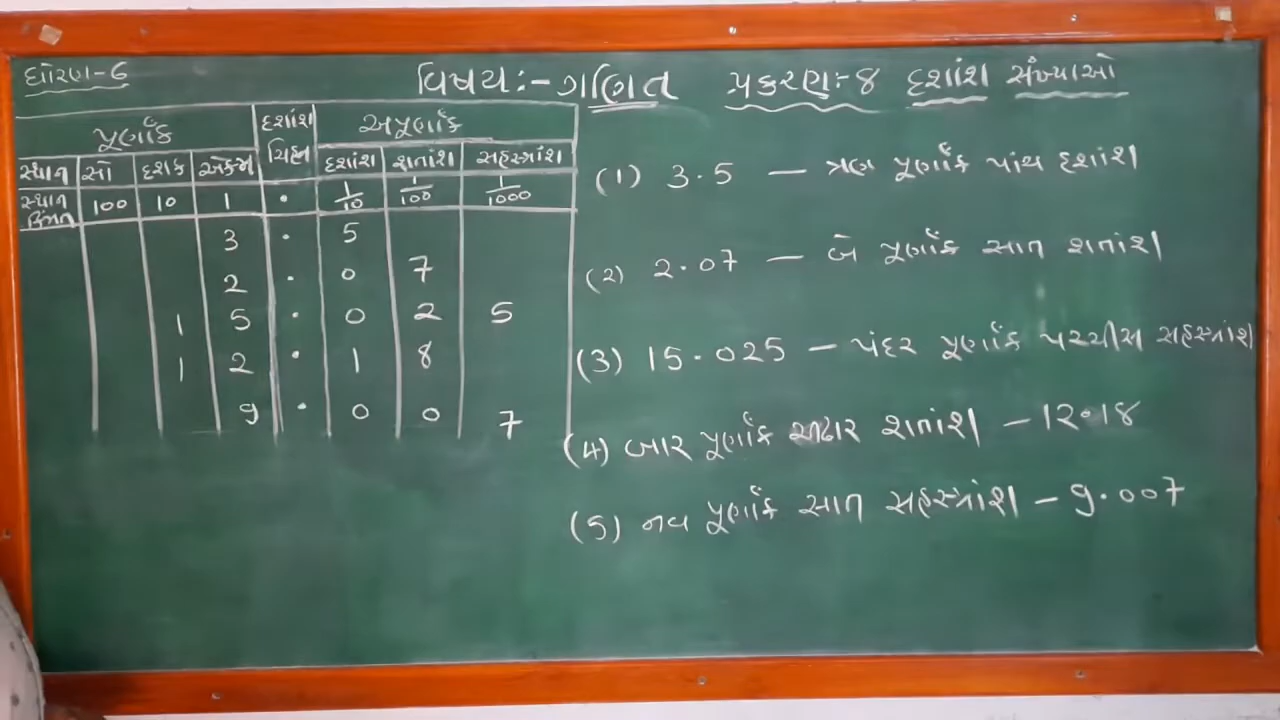 ધોરણ-6
વિષય:- ગણિત પ્રકરણ:-૪ દશાંશ સંખ્યાઓ
પૂર્ણાંક દશાંશ ચિહ્ન અપૂર્ણાંક
સ્થાન સો દશક એકમ દશાંશ શતાંશ સહસ્ત્રાંશ
સ્થાન કિંમત 100 10 1 . 1/10 1/100 1/1000
3 . 5
2 . 0 7
1 5 . 0 2 5
1 2 . 1 8
9 . 0 0 7
(1) 3.5 — ત્રણ પૂર્ણાંક પાંચ દશાંશ
(2) 2.07 — બે પૂર્ણાંક સાત શતાંશ
(3) 15.025 — પંદર પૂર્ણાંક પચ્ચીસ સહસ્ત્રાંશ
(4) બાર પૂર્ણાંક અઢાર શતાંશ — 12.18
(5) નવ પૂર્ણાંક સાત સહસ્ત્રાંશ — 9.007